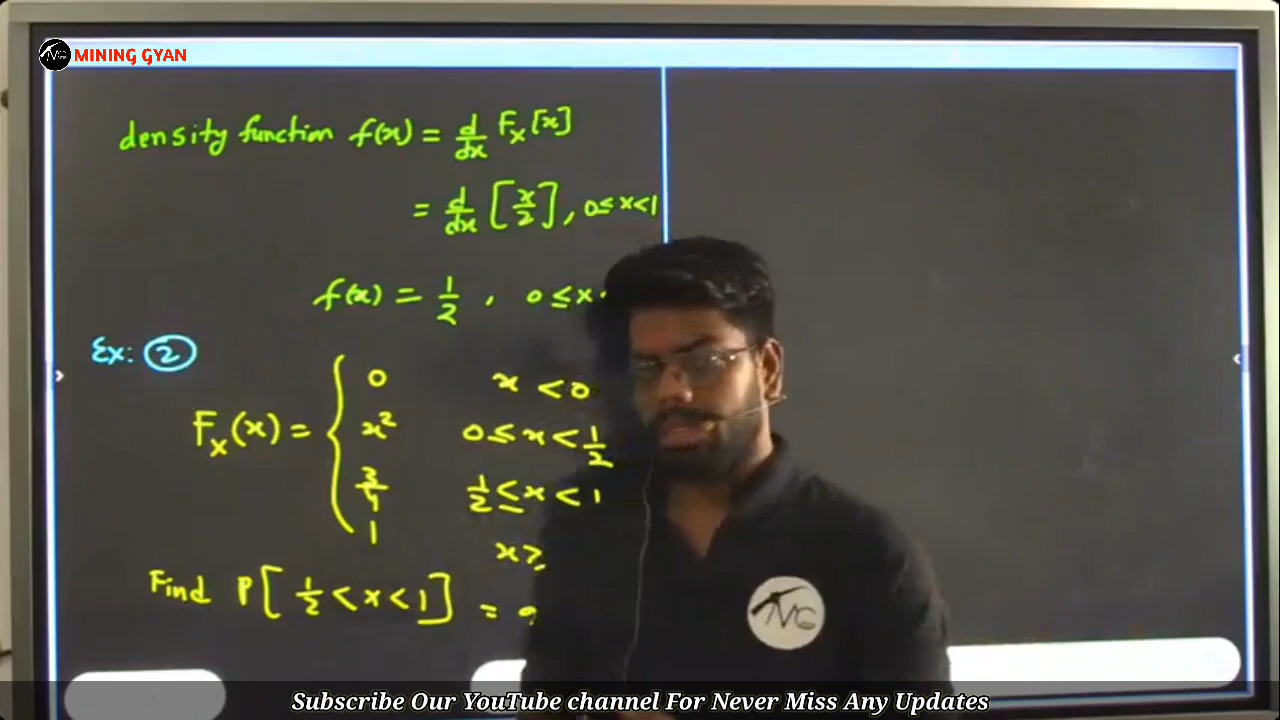 MINING GYAN
density function f(x) = d/dx Fx[x]
= d/dx [x/2], 0≤x<1
f(x) = 1/2 , 0≤x
Ex: 2
Fx(x) = { 0 x < 0
x² 0≤x<1/2
3/4 1/2≤x<1
1 x≥
Find P[1/2<x<1] = ?
Subscribe Our YouTube channel For Never Miss Any Updates